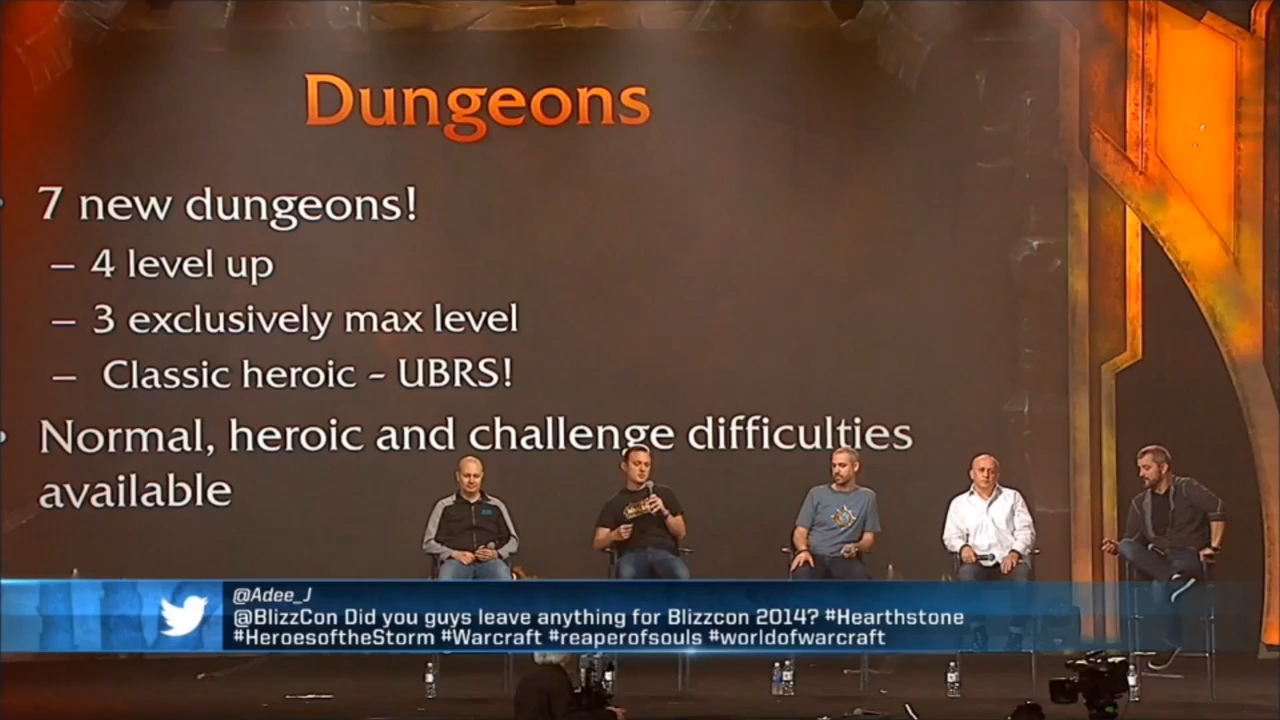 Dungeons
7 new dungeons!
– 4 level up
– 3 exclusively max level
– Classic heroic – UBRS!
Normal, heroic and challenge difficulties
available
@Adee_J
@BlizzCon Did you guys leave anything for Blizzcon 2014? #Hearthstone
#HeroesoftheStorm #Warcraft #reaperofsouls #worldofwarcraft